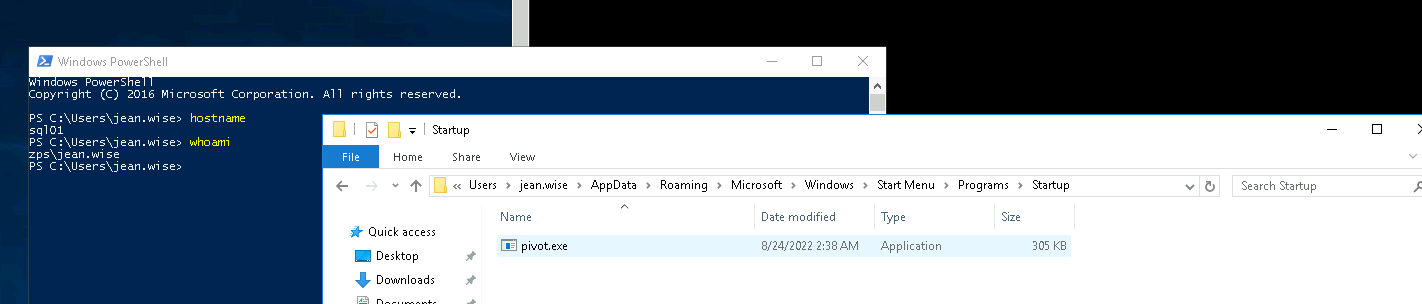 Windows PowerShell
Windows PowerShell
Copyright (C) 2016 Microsoft Corporation. All rights reserved.
PS C:\Users\jean.wise> hostname
sql01
PS C:\Users\jean.wise> whoami
zps\jean.wise
PS C:\Users\jean.wise>
Startup
File Home Share View
« Users > jean.wise > AppData > Roaming > Microsoft > Windows > Start Menu > Programs > Startup
Search Startup
Name Date modified Type Size
Quick access
pivot.exe 8/24/2022 2:38 AM Application 305 KB
Desktop
Downloads
Documents